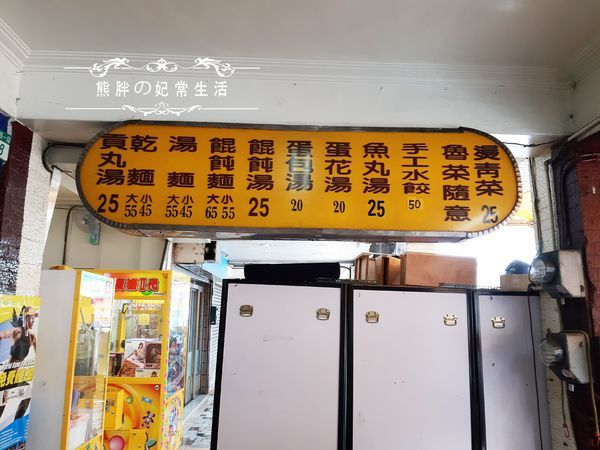 熊胖の妃常生活
燙青菜 25
魯菜隨意
手工水餃 50
魚丸湯 25
蛋花湯 20
蛋包湯 20
餛飩湯 25
餛飩麵 大65 小55
湯麵 大55 小45
乾麵 大55 小45
貢丸湯 25